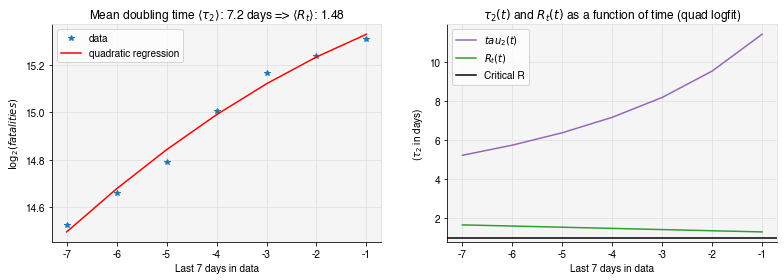 Mean doubling time ⟨τ₂⟩: 7.2 days => ⟨Rₜ⟩: 1.48
data
quadratic regression
15.2
15.0
14.8
14.6
log₂(fatalities)
-7 -6 -5 -4 -3 -2 -1
Last 7 days in data
τ₂(t) and Rₜ(t) as a function of time (quad logfit)
tau₂(t)
Rₜ(t)
Critical R
10
8
6
4
2
(τ₂ in days)
-7 -6 -5 -4 -3 -2 -1
Last 7 days in data